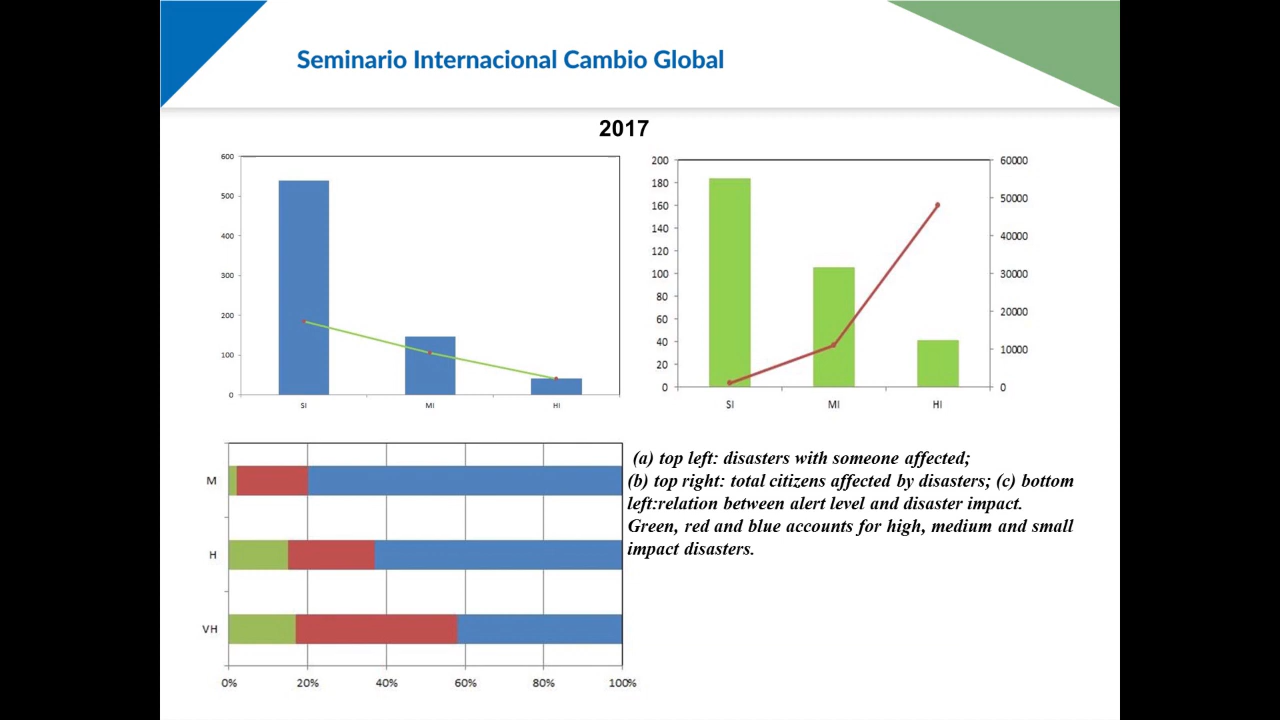 Seminario Internacional Cambio Global
2017
600
500
400
300
200
100
0
SI
MI
HI
200
180
160
140
120
100
80
60
40
20
0
60000
50000
40000
30000
20000
10000
0
SI
MI
HI
M
H
VH
0%
20%
40%
60%
80%
100%
(a) top left: disasters with someone affected;
(b) top right: total citizens affected by disasters; (c) bottom
left:relation between alert level and disaster impact.
Green, red and blue accounts for high, medium and small
impact disasters.